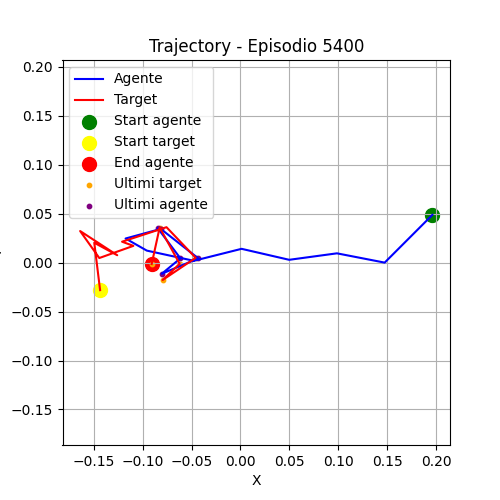 Trajectory - Episodio 5400
0.20
0.15
0.10
0.05
0.00
−0.05
−0.10
−0.15
Agente
Target
Start agente
Start target
End agente
Ultimi target
Ultimi agente
−0.15 −0.10 −0.05 0.00 0.05 0.10 0.15 0.20
X